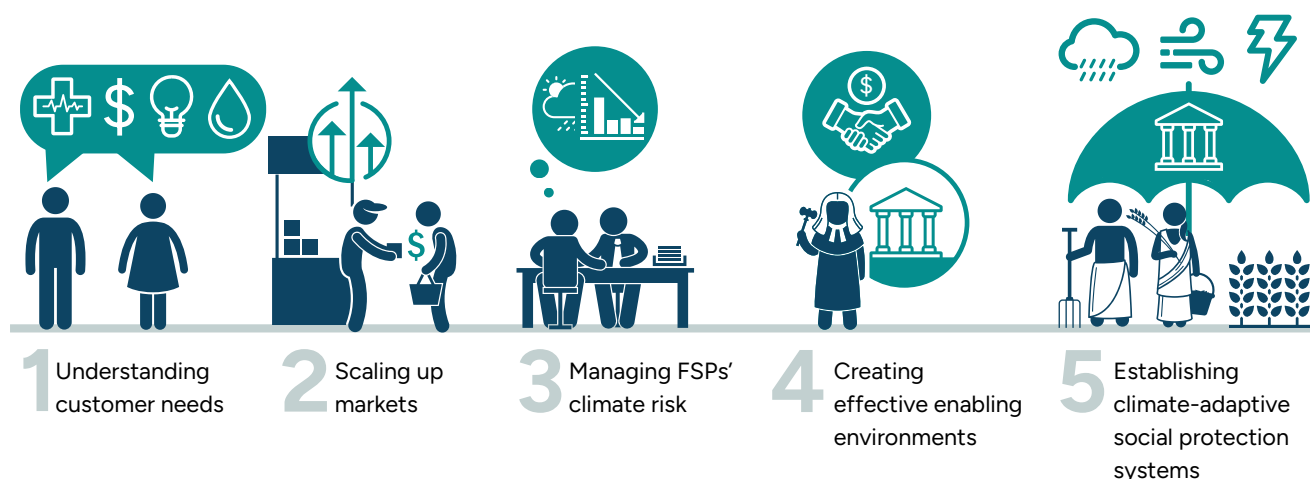 1 Understanding
customer needs
2 Scaling up
markets
3 Managing FSPs’
climate risk
4 Creating
effective enabling
environments
5 Establishing
climate-adaptive
social protection
systems
$
$
$